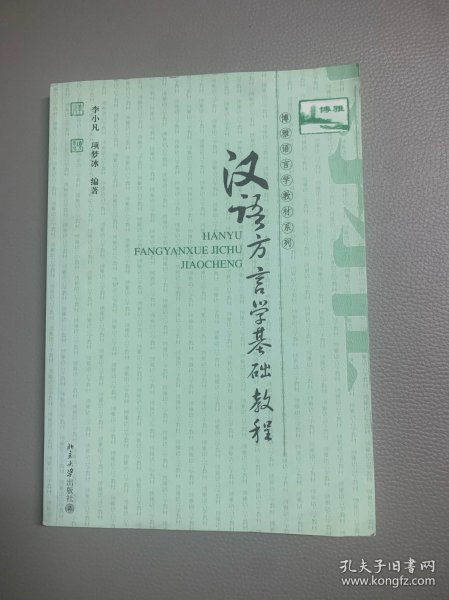 博雅
博雅语言学教材系列
汉语方言学基础教程
HANYU
FANGYANXUE JICHU
JIAOCHENG
李小凡 项梦冰 编著
北京大学出版社
孔夫子旧书网
www.kongfz.com